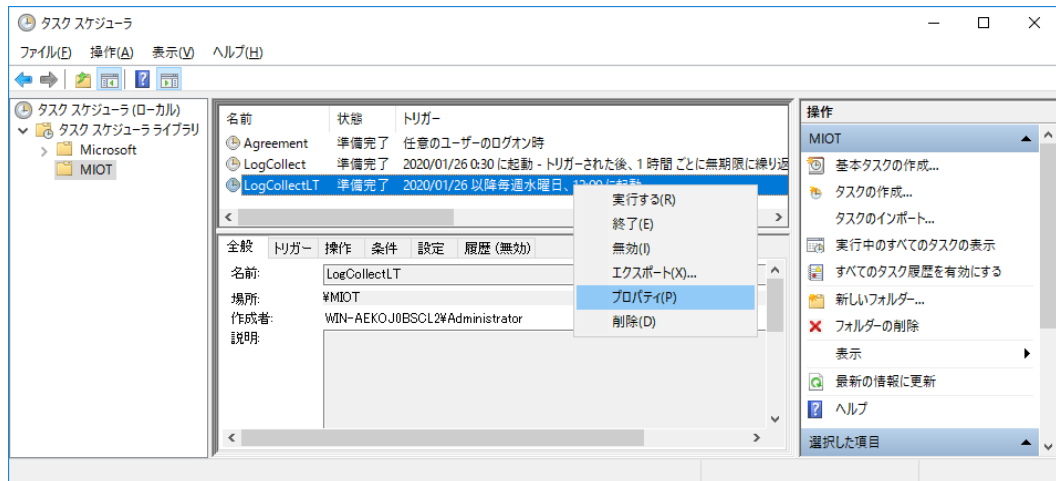 タスク スケジューラ
ファイル(F) 操作(A) 表示(V) ヘルプ(H)
タスク スケジューラ (ローカル)
タスク スケジューラ ライブラリ
Microsoft
MIOT
名前 状態 トリガー
Agreement 準備完了 任意のユーザーのログオン時
LogCollect 準備完了 2020/01/26 0:30 に起動 - トリガーされた後、1 時間 ごとに無期限に繰り返
LogCollectLT 準備完了 2020/01/26 以降毎週水曜日、12:00 に起動
実行する(R)
終了(E)
無効(I)
エクスポート(X)...
プロパティ(P)
削除(D)
全般 トリガー 操作 条件 設定 履歴 (無効)
名前: LogCollectLT
場所: ¥MIOT
作成者: WIN-AEKOJ0BSCL2¥Administrator
説明:
操作
MIOT
基本タスクの作成...
タスクの作成...
タスクのインポート...
実行中のすべてのタスクの表示
すべてのタスク履歴を有効にする
新しいフォルダー...
フォルダーの削除
表示
最新の情報に更新
ヘルプ
選択した項目